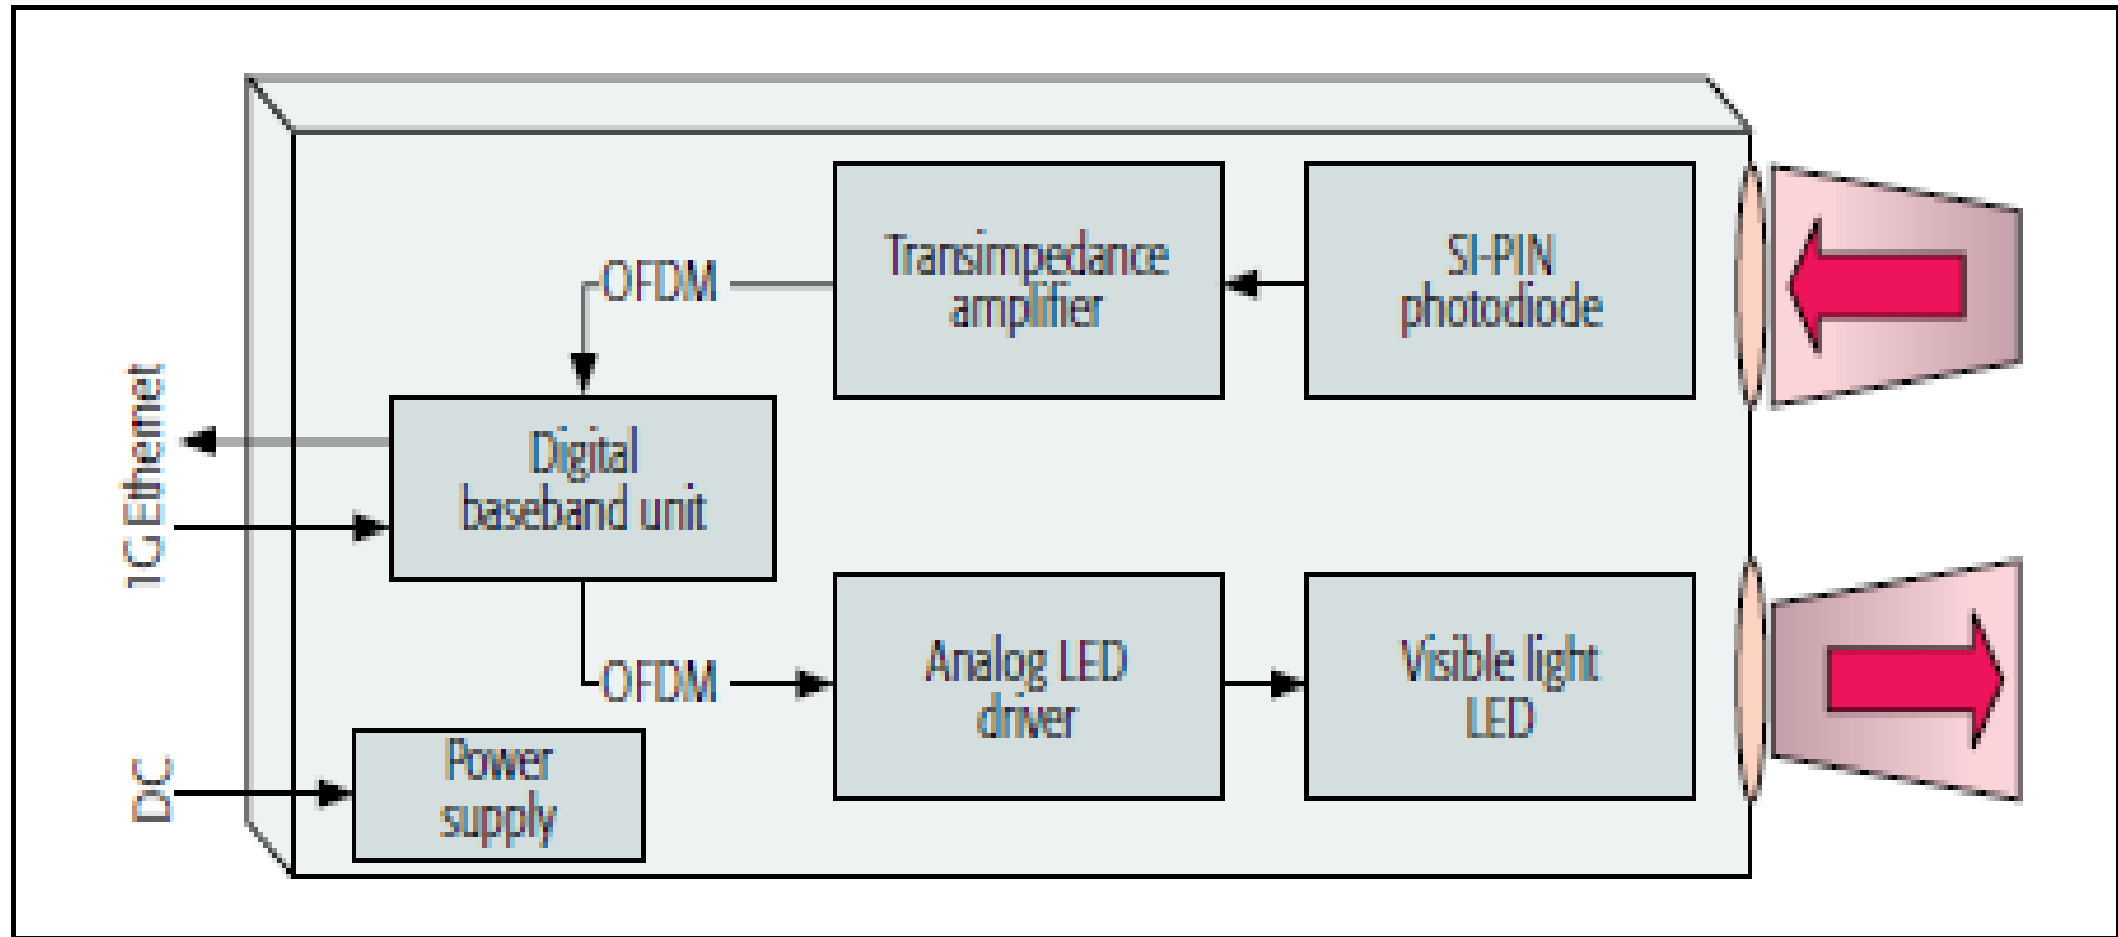 Transimpedance
amplifier
SI-PIN
photodiode
OFDM
1G Ethernet
Digital
baseband unit
OFDM
Analog LED
driver
Visible light
LED
DC
Power
supply